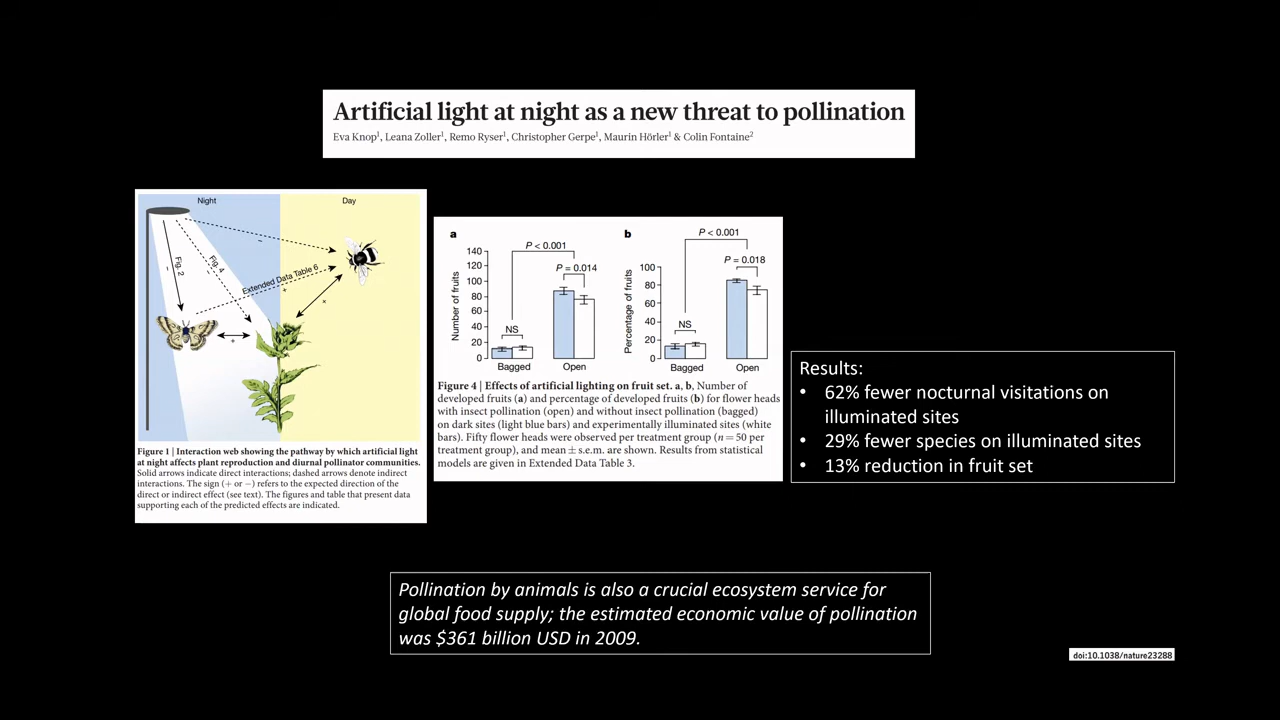 Artificial light at night as a new threat to pollination
Eva Knop1, Leana Zoller1, Remo Ryser1, Christopher Gerpe1, Maurin Hörler1 & Colin Fontaine2
Night
Day
–
Fig. 2
–
Fig. 4
–
Extended Data Table 6
+
+
+
Figure 1 | Interaction web showing the pathway by which artificial light
at night affects plant reproduction and diurnal pollinator communities.
Solid arrows indicate direct interactions; dashed arrows denote indirect
interactions. The sign (+ or −) refers to the expected direction of the
direct or indirect effect (see text). The figures and table that present data
supporting each of the predicted effects are indicated.
a
P < 0.001
P = 0.014
NS
Number of fruits
140
120
100
80
60
40
20
0
Bagged
Open
b
P < 0.001
P = 0.018
NS
Percentage of fruits
100
80
60
40
20
0
Bagged
Open
Figure 4 | Effects of artificial lighting on fruit set. a, b, Number of
developed fruits (a) and percentage of developed fruits (b) for flower heads
with insect pollination (open) and without insect pollination (bagged)
on dark sites (light blue bars) and experimentally illuminated sites (white
bars). Fifty flower heads were observed per treatment group (n = 50 per
treatment group), and mean ± s.e.m. are shown. Results from statistical
models are given in Extended Data Table 3.
Results:
• 62% fewer nocturnal visitations on
illuminated sites
• 29% fewer species on illuminated sites
• 13% reduction in fruit set
Pollination by animals is also a crucial ecosystem service for
global food supply; the estimated economic value of pollination
was $361 billion USD in 2009.
doi:10.1038/nature23288